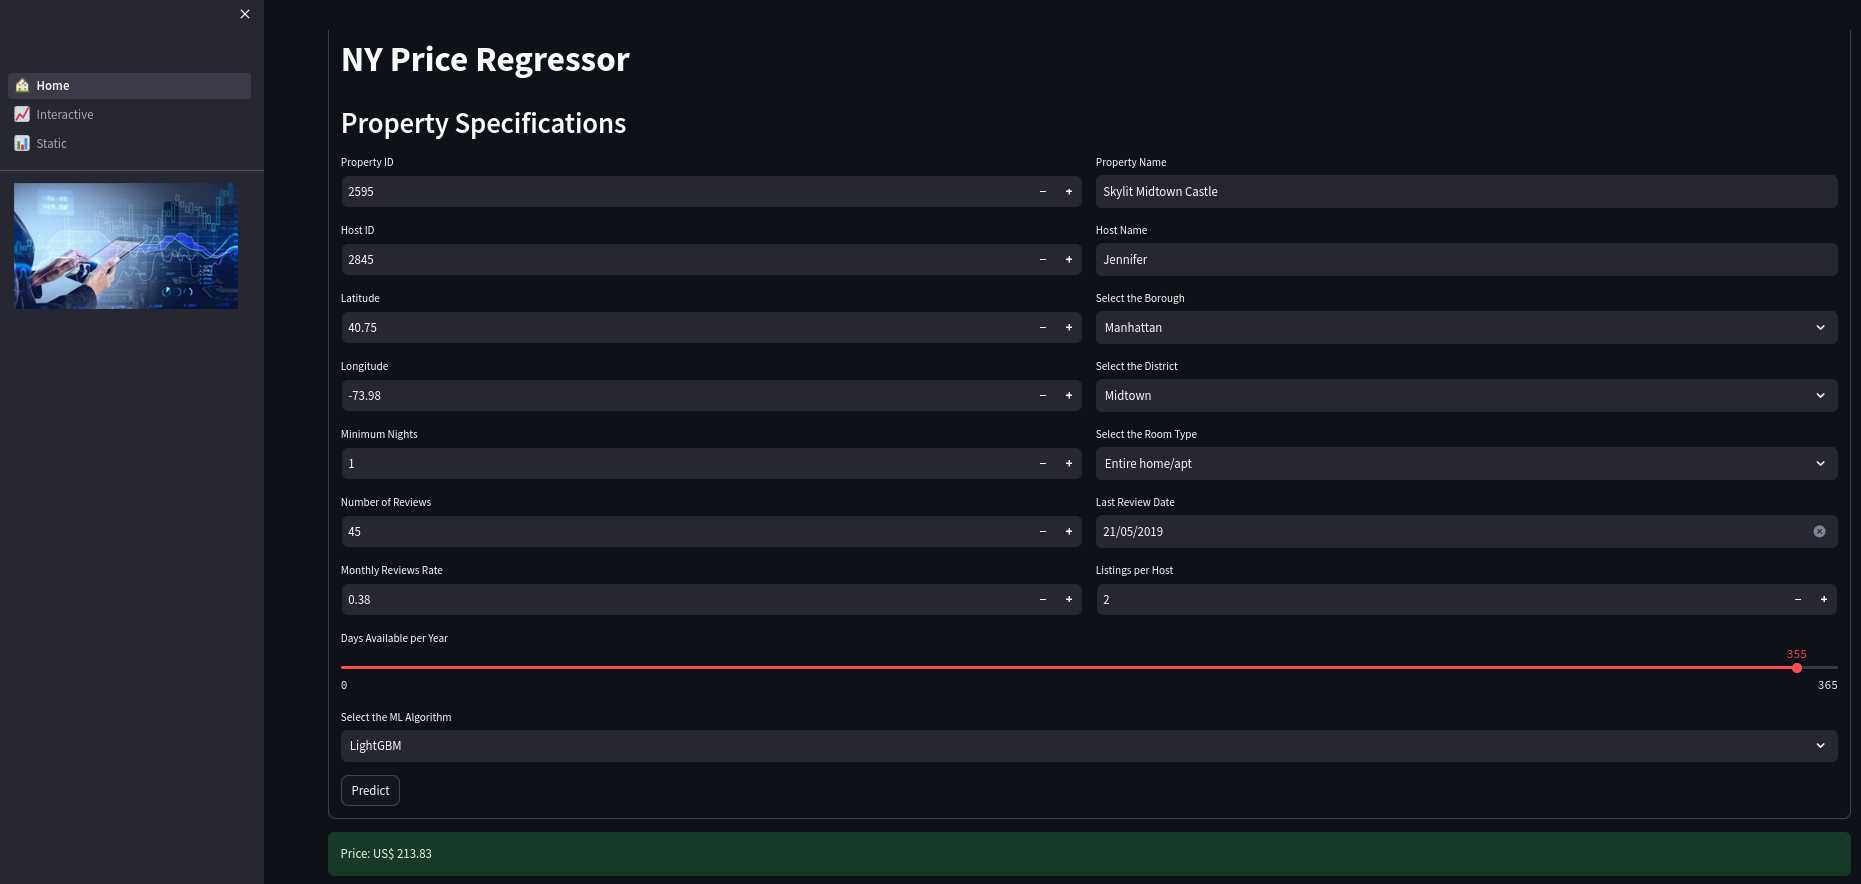 Home
Interactive
Static
NY Price Regressor
Property Specifications
Property ID
2595
Property Name
Skylit Midtown Castle
Host ID
2845
Host Name
Jennifer
Latitude
40.75
Select the Borough
Manhattan
Longitude
-73.98
Select the District
Midtown
Minimum Nights
1
Select the Room Type
Entire home/apt
Number of Reviews
45
Last Review Date
21/05/2019
Monthly Reviews Rate
0.38
Listings per Host
2
Days Available per Year
355
0
365
Select the ML Algorithm
LightGBM
Predict
Price: US$ 213.83